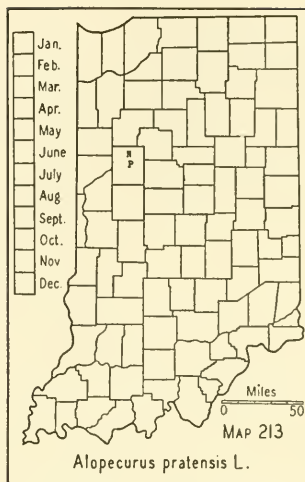 Jan.
Feb.
Mar.
Apr.
May
June
July
Aug
Sept.
Oct.
Nov
Dec.
N
P
Miles
0 50
MAP 213
Alopecurus pratensis L.